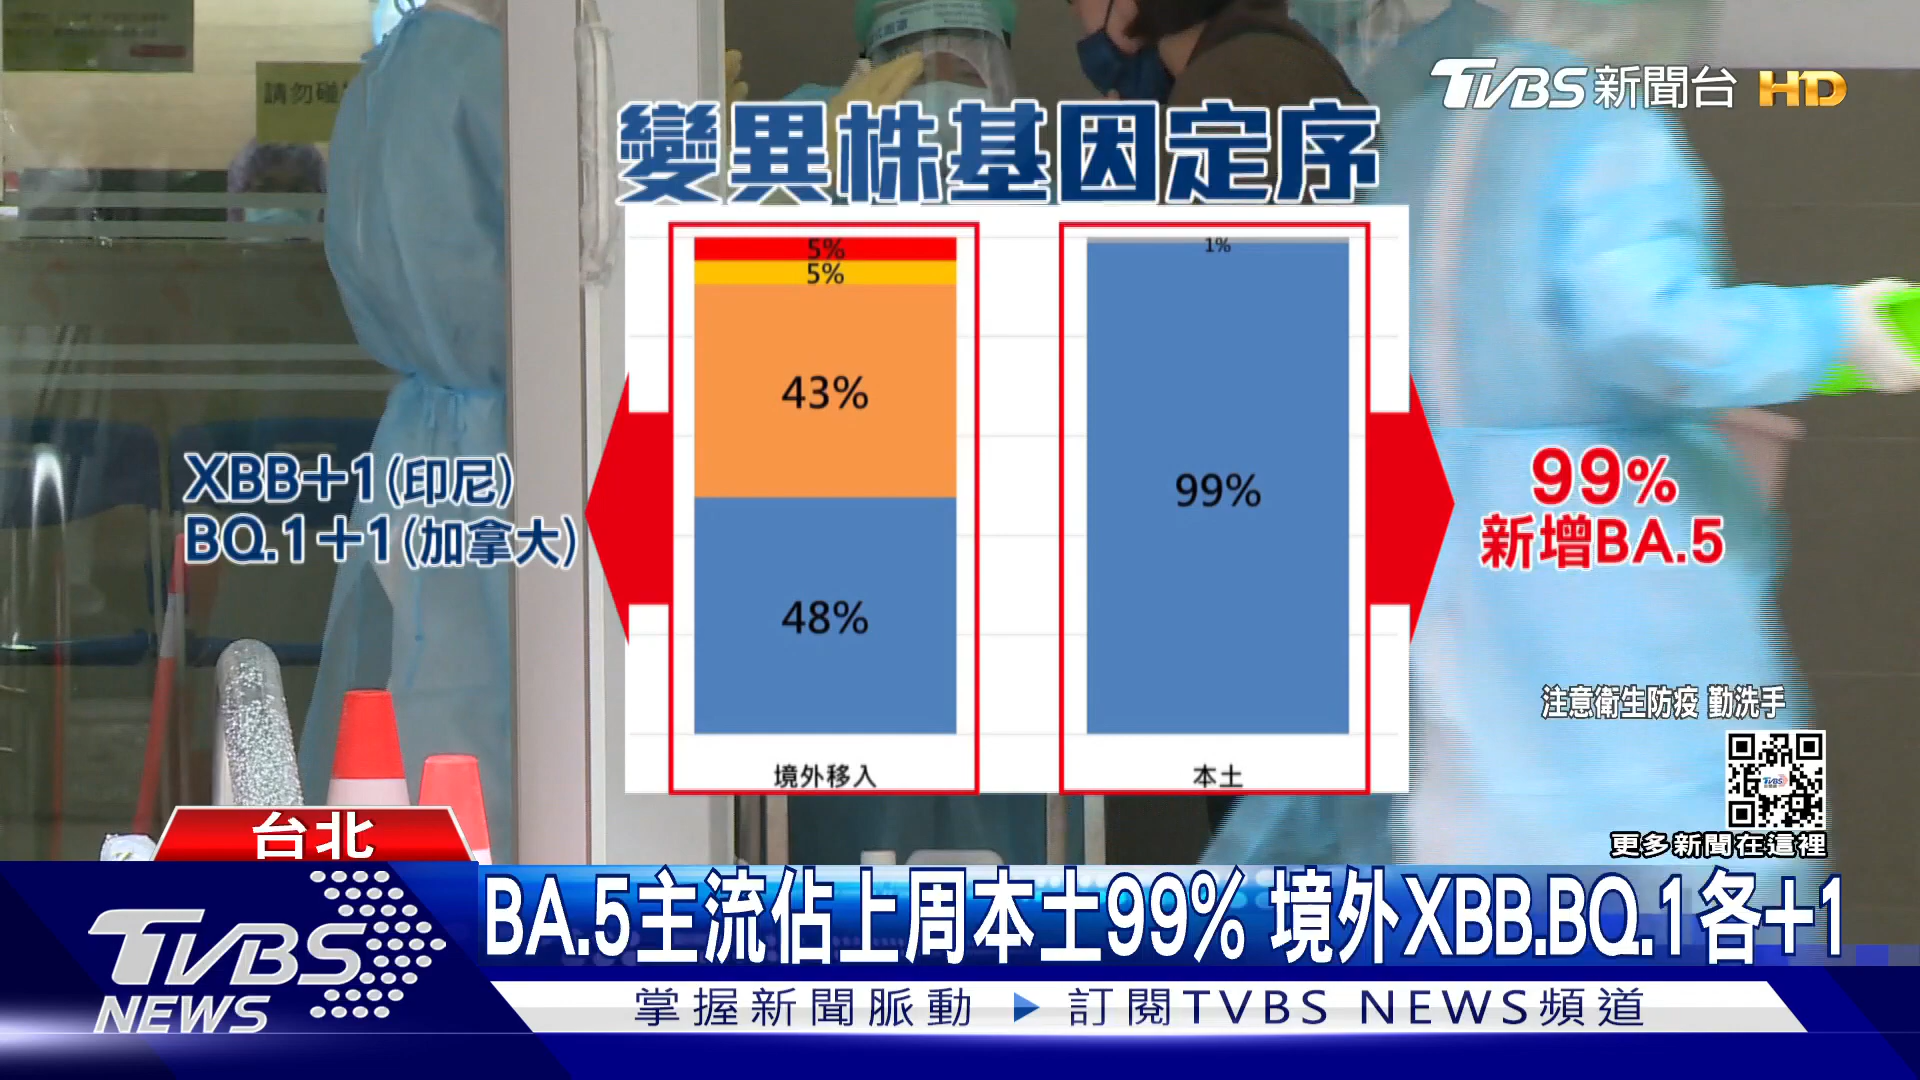 請勿碰
TVBS新聞台 HD
變異株基因定序
5%
5%
43%
48%
境外移入
1%
99%
本土
XBB+1(印尼)
BQ.1+1(加拿大)
99%
新增BA.5
注意衛生防疫 勤洗手
TVBS
更多新聞在這裡
台北
BA.5主流佔上周本土99% 境外XBB.BQ.1各+1
TVBS
NEWS
掌握新聞脈動 ▶ 訂閱TVBS NEWS頻道